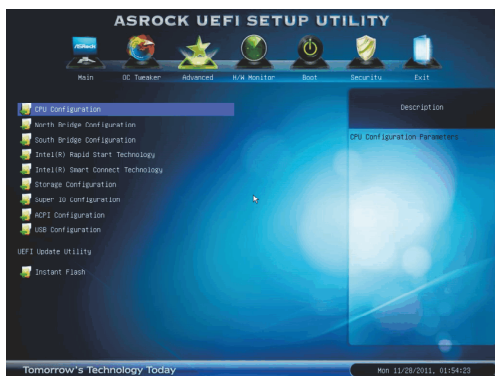 ASROCK UEFI SETUP UTILITY
ASRock
Main OC Tweaker Advanced H/W Monitor Boot Security Exit
CPU Configuration
North Bridge Configuration
South Bridge Configuration
Intel(R) Rapid Start Technology
Intel(R) Smart Connect Technology
Storage Configuration
Super IO Configuration
ACPI Configuration
USB Configuration
UEFI Update Utility
Instant Flash
Description
CPU Configuration Parameters
Tomorrow's Technology Today
Mon 11/28/2011, 01:54:23